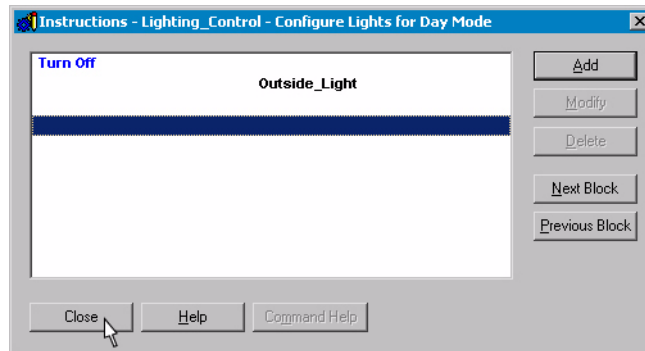 Instructions - Lighting_Control - Configure Lights for Day Mode
Turn Off
Outside_Light
Add
Modify
Delete
Next Block
Previous Block
Close
Help
Command Help